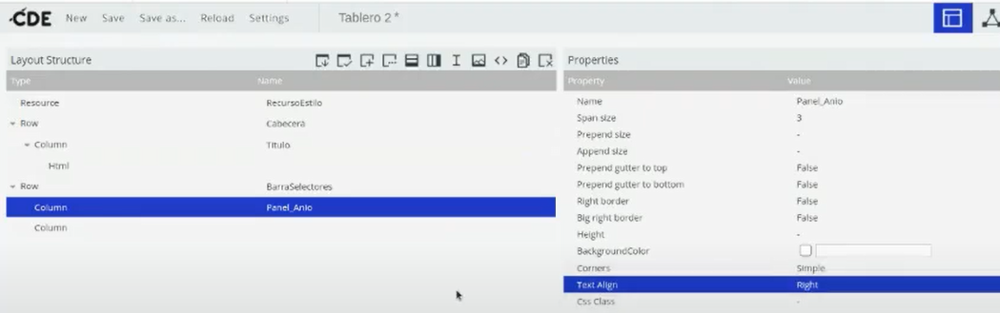 CDE New Save Save as... Reload Settings Tablero 2 *
Layout Structure
Type Name
Resource RecursoEstilo
Row Cabecera
Column Titulo
Html
Row BarraSelectores
Column Panel_Anio
Column
Properties
Property Value
Name Panel_Anio
Span size 3
Prepend size -
Append size -
Prepend gutter to top False
Prepend gutter to bottom False
Right border False
Big right border False
Height -
BackgroundColor
Corners Simple
Text Align Right
Css Class -